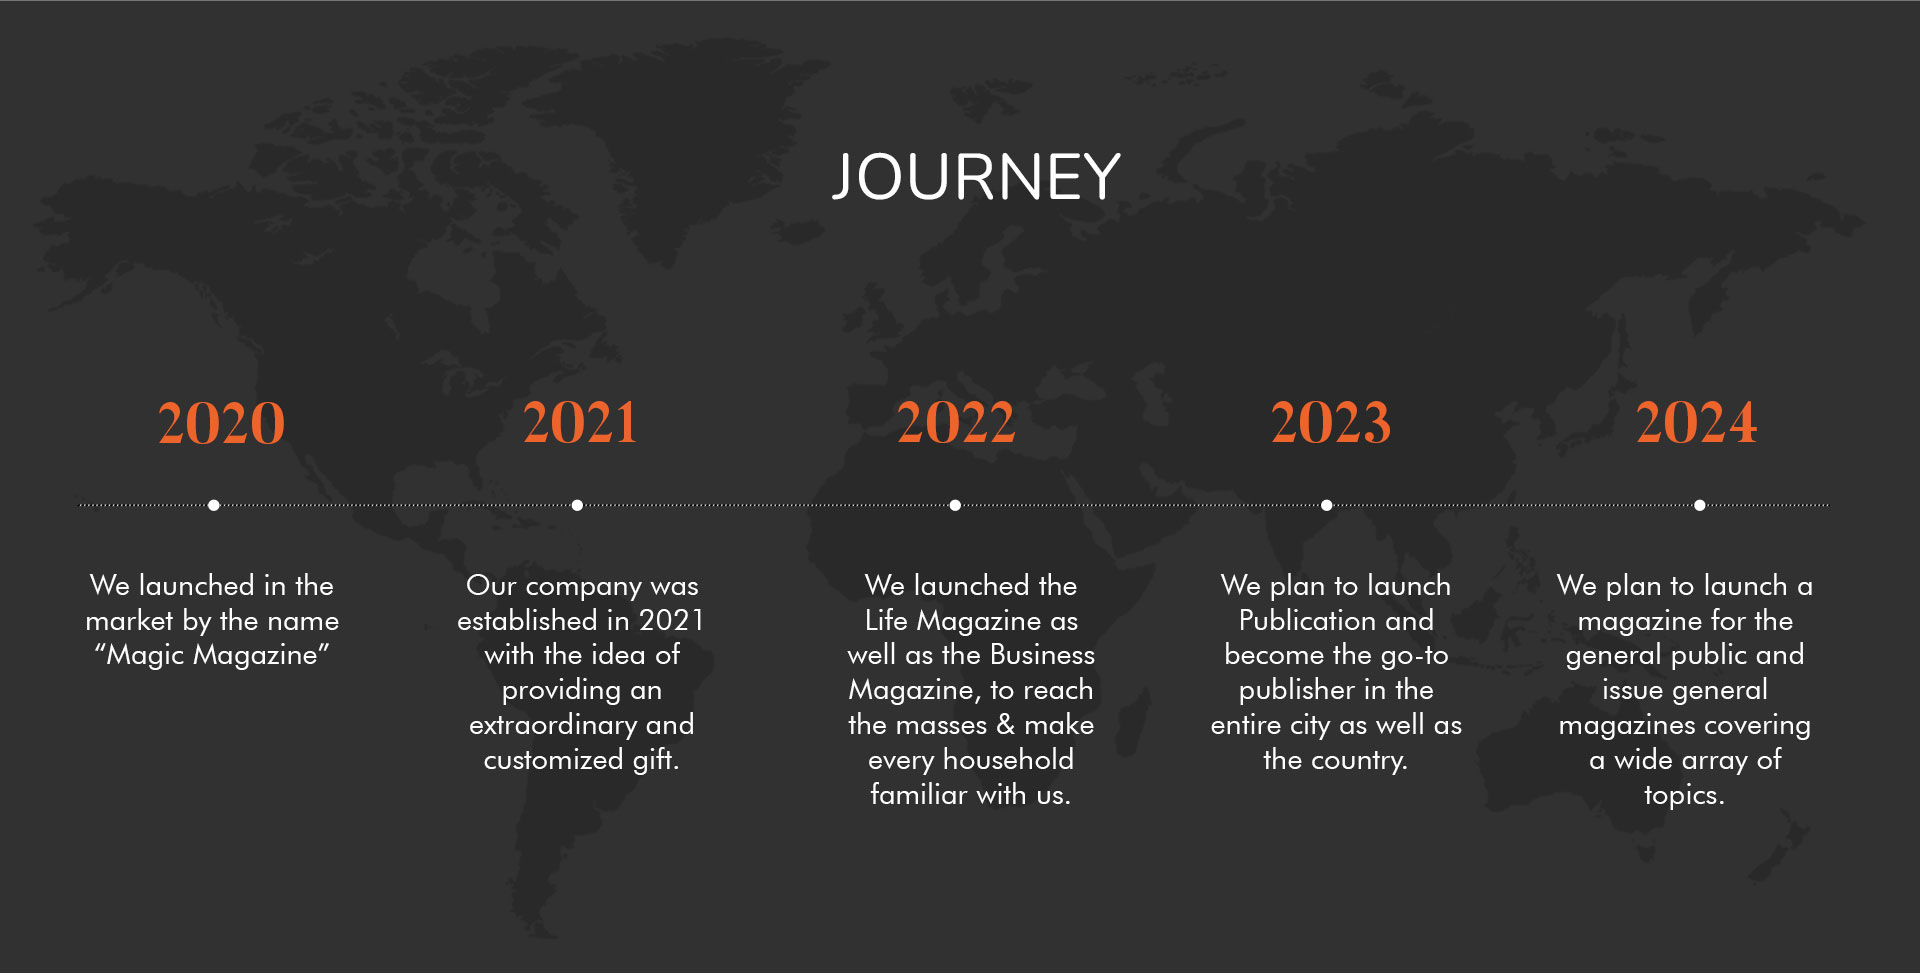 JOURNEY
2020
We launched in the
market by the name
“Magic Magazine”
2021
Our company was
established in 2021
with the idea of
providing an
extraordinary and
customized gift.
2022
We launched the
Life Magazine as
well as the Business
Magazine, to reach
the masses & make
every household
familiar with us.
2023
We plan to launch
Publication and
become the go-to
publisher in the
entire city as well as
the country.
2024
We plan to launch a
magazine for the
general public and
issue general
magazines covering
a wide array of
topics.